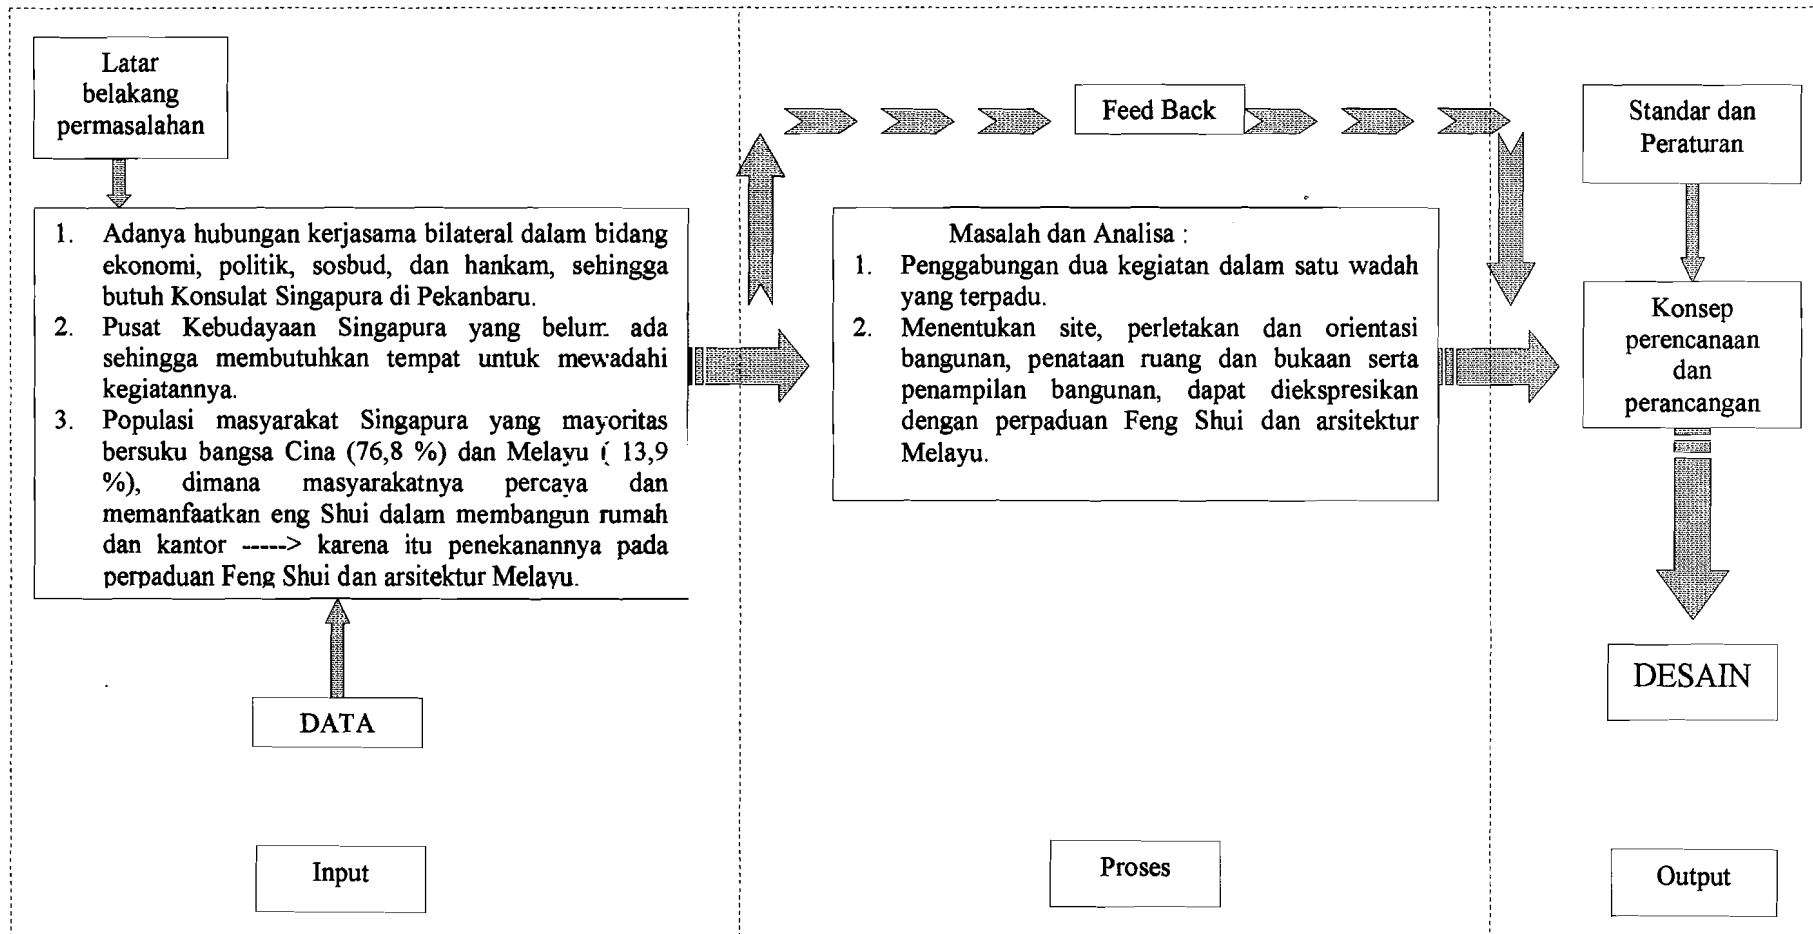 Latar
belakang
permasalahan
1. Adanya hubungan kerjasama bilateral dalam bidang
ekonomi, politik, sosbud, dan hankam, sehingga
butuh Konsulat Singapura di Pekanbaru.
2. Pusat Kebudayaan Singapura yang belum ada
sehingga membutuhkan tempat untuk mewadahi
kegiatannya.
3. Populasi masyarakat Singapura yang mayoritas
bersuku bangsa Cina (76,8 %) dan Melayu ( 13,9
%), dimana masyarakatnya percaya dan
memanfaatkan eng Shui dalam membangun rumah
dan kantor -----> karena itu penekanannya pada
perpaduan Feng Shui dan arsitektur Melayu.
DATA
Input
Feed Back
Masalah dan Analisa :
1. Penggabungan dua kegiatan dalam satu wadah
yang terpadu.
2. Menentukan site, perletakan dan orientasi
bangunan, penataan ruang dan bukaan serta
penampilan bangunan, dapat diekspresikan
dengan perpaduan Feng Shui dan arsitektur
Melayu.
Proses
Standar dan
Peraturan
Konsep
perencanaan
dan
perancangan
DESAIN
Output